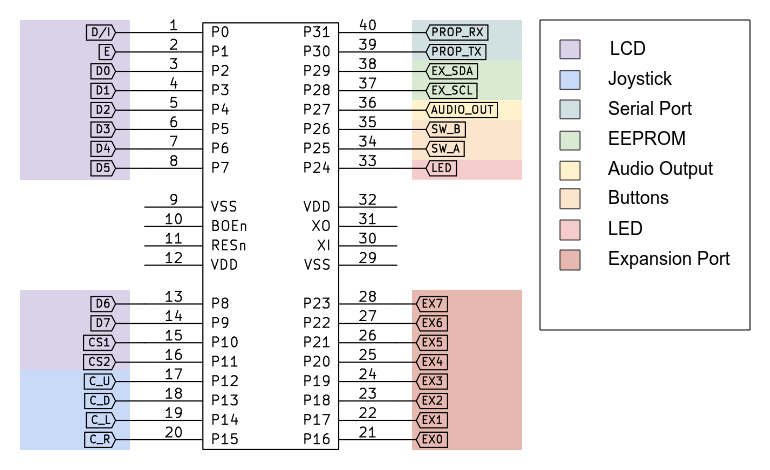 D/I 1 P0 P31 40 PROP_RX
E 2 P1 P30 39 PROP_TX
D0 3 P2 P29 38 EX_SDA
D1 4 P3 P28 37 EX_SCL
D2 5 P4 P27 36 AUDIO_OUT
D3 6 P5 P26 35 SW_B
D4 7 P6 P25 34 SW_A
D5 8 P7 P24 33 LED
9 VSS VDD 32
10 BOEn XO 31
11 RESn XI 30
12 VDD VSS 29
D6 13 P8 P23 28 EX7
D7 14 P9 P22 27 EX6
CS1 15 P10 P21 26 EX5
CS2 16 P11 P20 25 EX4
C_U 17 P12 P19 24 EX3
C_D 18 P13 P18 23 EX2
C_L 19 P14 P17 22 EX1
C_R 20 P15 P16 21 EX0
LCD
Joystick
Serial Port
EEPROM
Audio Output
Buttons
LED
Expansion Port